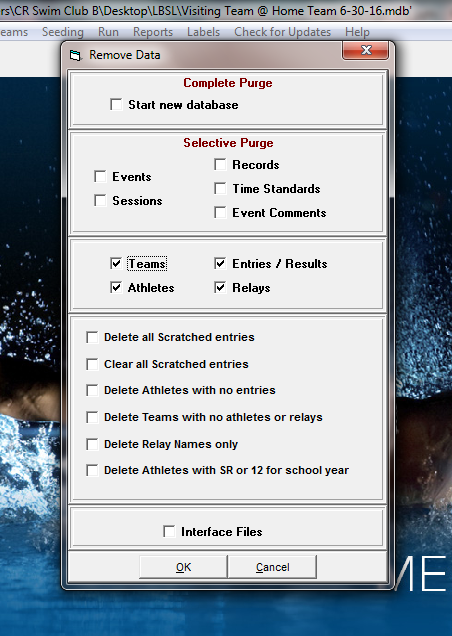 ers\CR Swim Club B\Desktop\LBSL\Visiting Team @ Home Team 6-30-16.mdb'
eams Seeding Run Reports Labels Check for Updates Help
Remove Data
Complete Purge
Start new database
Selective Purge
Records
Events
Time Standards
Sessions
Event Comments
Teams Entries / Results
Athletes Relays
Delete all Scratched entries
Clear all Scratched entries
Delete Athletes with no entries
Delete Teams with no athletes or relays
Delete Relay Names only
Delete Athletes with SR or 12 for school year
Interface Files
OK Cancel
ME